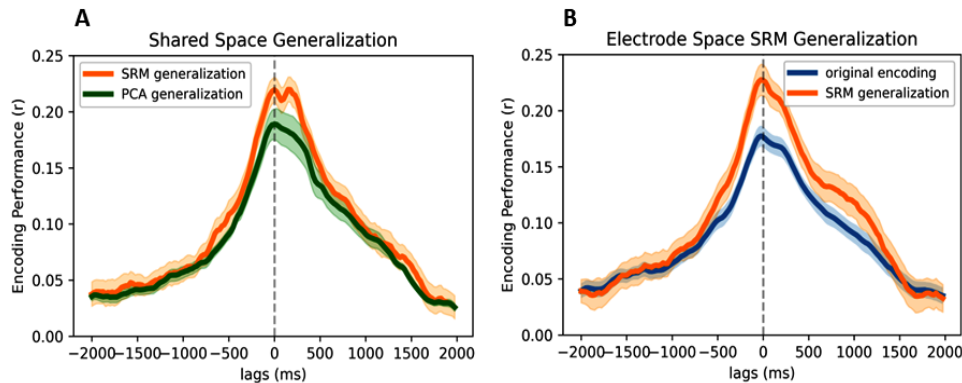 A
Shared Space Generalization
SRM generalization
PCA generalization
Encoding Performance (r)
0.25
0.20
0.15
0.10
0.05
0.00
−2000 −1500 −1000 −500 0 500 1000 1500 2000
lags (ms)
B
Electrode Space SRM Generalization
original encoding
SRM generalization
Encoding Performance (r)
0.25
0.20
0.15
0.10
0.05
0.00
−2000 −1500 −1000 −500 0 500 1000 1500 2000
lags (ms)